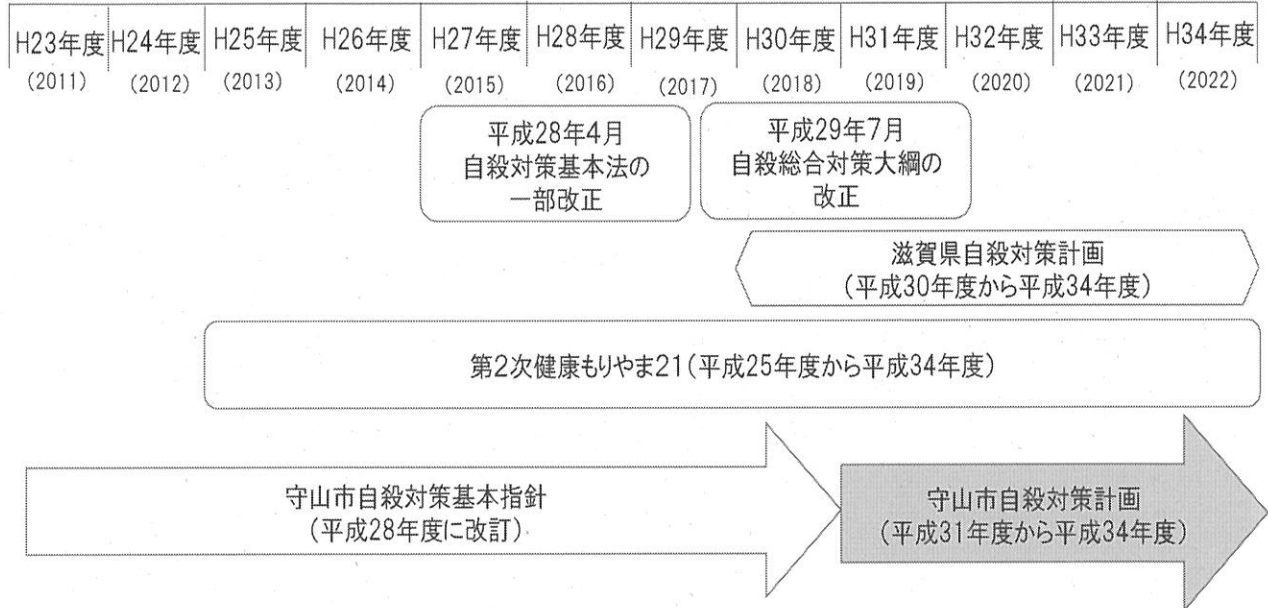 H23年度 H24年度 H25年度 H26年度 H27年度 H28年度 H29年度 H30年度 H31年度 H32年度 H33年度 H34年度
(2011) (2012) (2013) (2014) (2015) (2016) (2017) (2018) (2019) (2020) (2021) (2022)
平成28年4月
自殺対策基本法の
一部改正
平成29年7月
自殺総合対策大綱の
改正
滋賀県自殺対策計画
(平成30年度から平成34年度)
第2次健康もりやま21(平成25年度から平成34年度)
守山市自殺対策基本指針
(平成28年度に改訂)
守山市自殺対策計画
(平成31年度から平成34年度)